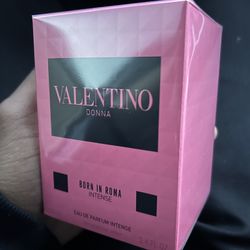 VALENTINO
DONNA
BORN IN ROMA
INTENSE
EAU DE PARFUM INTENSE